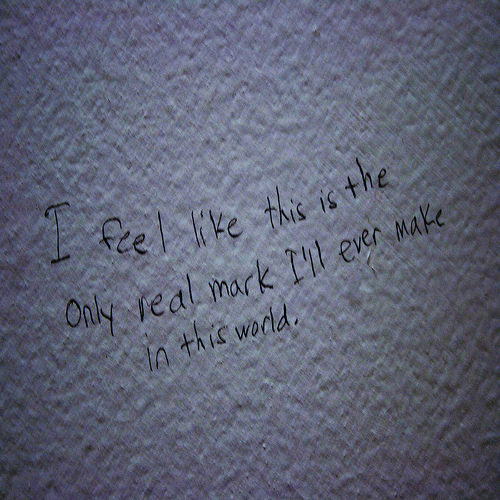 I feel like this is the
Only real mark I'll ever make
in this world.